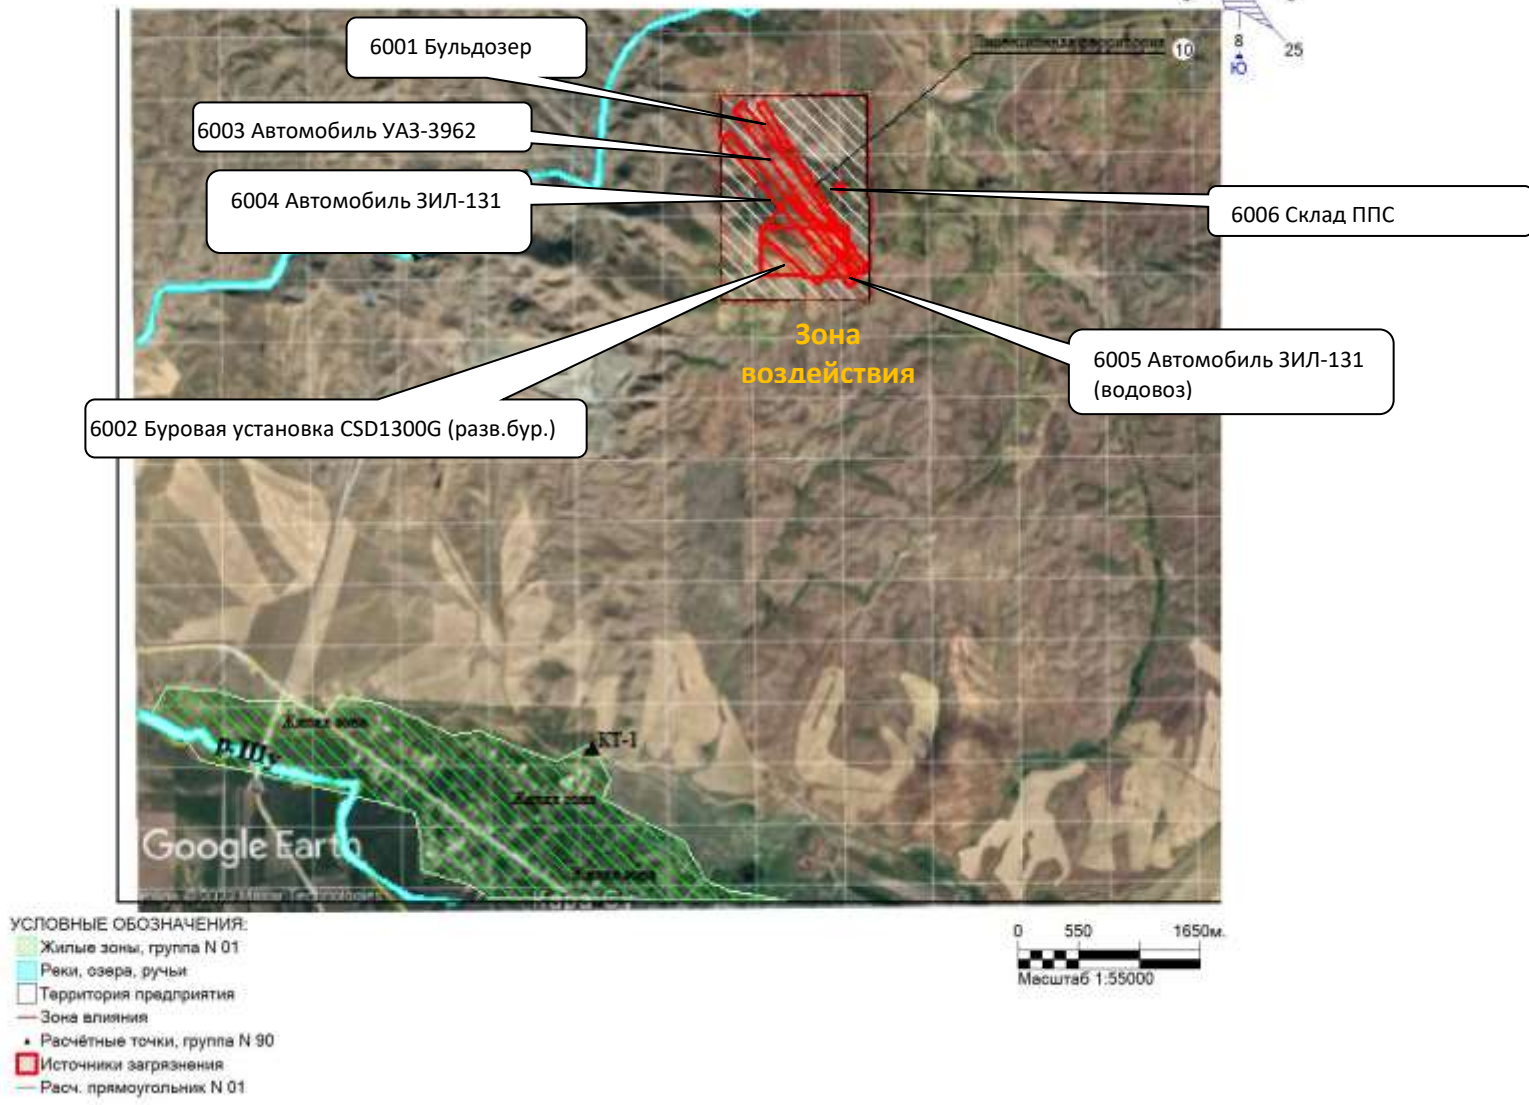 8
25
Ю
10
6001 Бульдозер
6003 Автомобиль УАЗ-3962
6004 Автомобиль ЗИЛ-131
6006 Склад ППС
Зона
воздействия
6005 Автомобиль ЗИЛ-131
(водовоз)
6002 Буровая установка CSD1300G (разв.бур.)
Жилая зона
р.Шу
КТ-1
Жилая зона
Жилая зона
Google Earth
УСЛОВНЫЕ ОБОЗНАЧЕНИЯ:
Жилые зоны, группа N 01
Реки, озера, ручьи
Территория предприятия
Зона влияния
Расчётные точки, группа N 90
Источники загрязнения
Расч. прямоугольник N 01
0 550 1650м.
Масштаб 1:55000